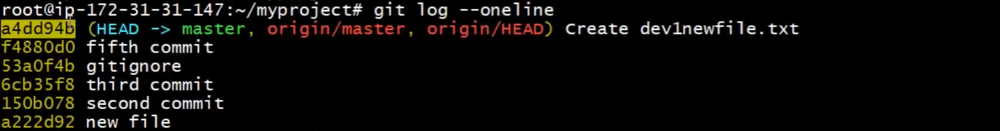 root@ip-172-31-31-147:~/myproject# git log --oneline
a4dd94b (HEAD -> master, origin/master, origin/HEAD) Create dev1newfile.txt
f4880d0 fifth commit
53a0f4b gitignore
6cb35f8 third commit
150b078 second commit
a222d92 new file